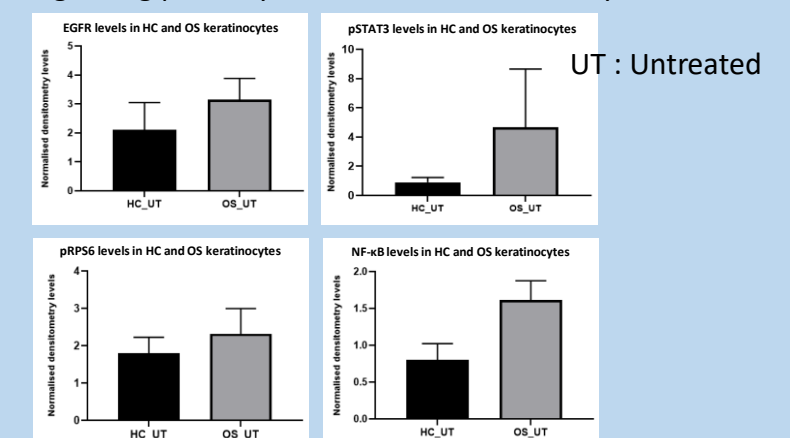 EGFR levels in HC and OS keratinocytes
Normalised densitometry levels
5
4
3
2
1
0
HC_UT OS_UT
pSTAT3 levels in HC and OS keratinocytes
Normalised densitometry levels
10
8
6
4
2
0
HC_UT OS_UT
UT : Untreated
pRPS6 levels in HC and OS keratinocytes
Normalised densitometry levels
4
3
2
1
0
HC_UT OS_UT
NF-κB levels in HC and OS keratinocytes
Normalised densitometry levels
2.0
1.5
1.0
0.5
0.0
HC_UT OS_UT